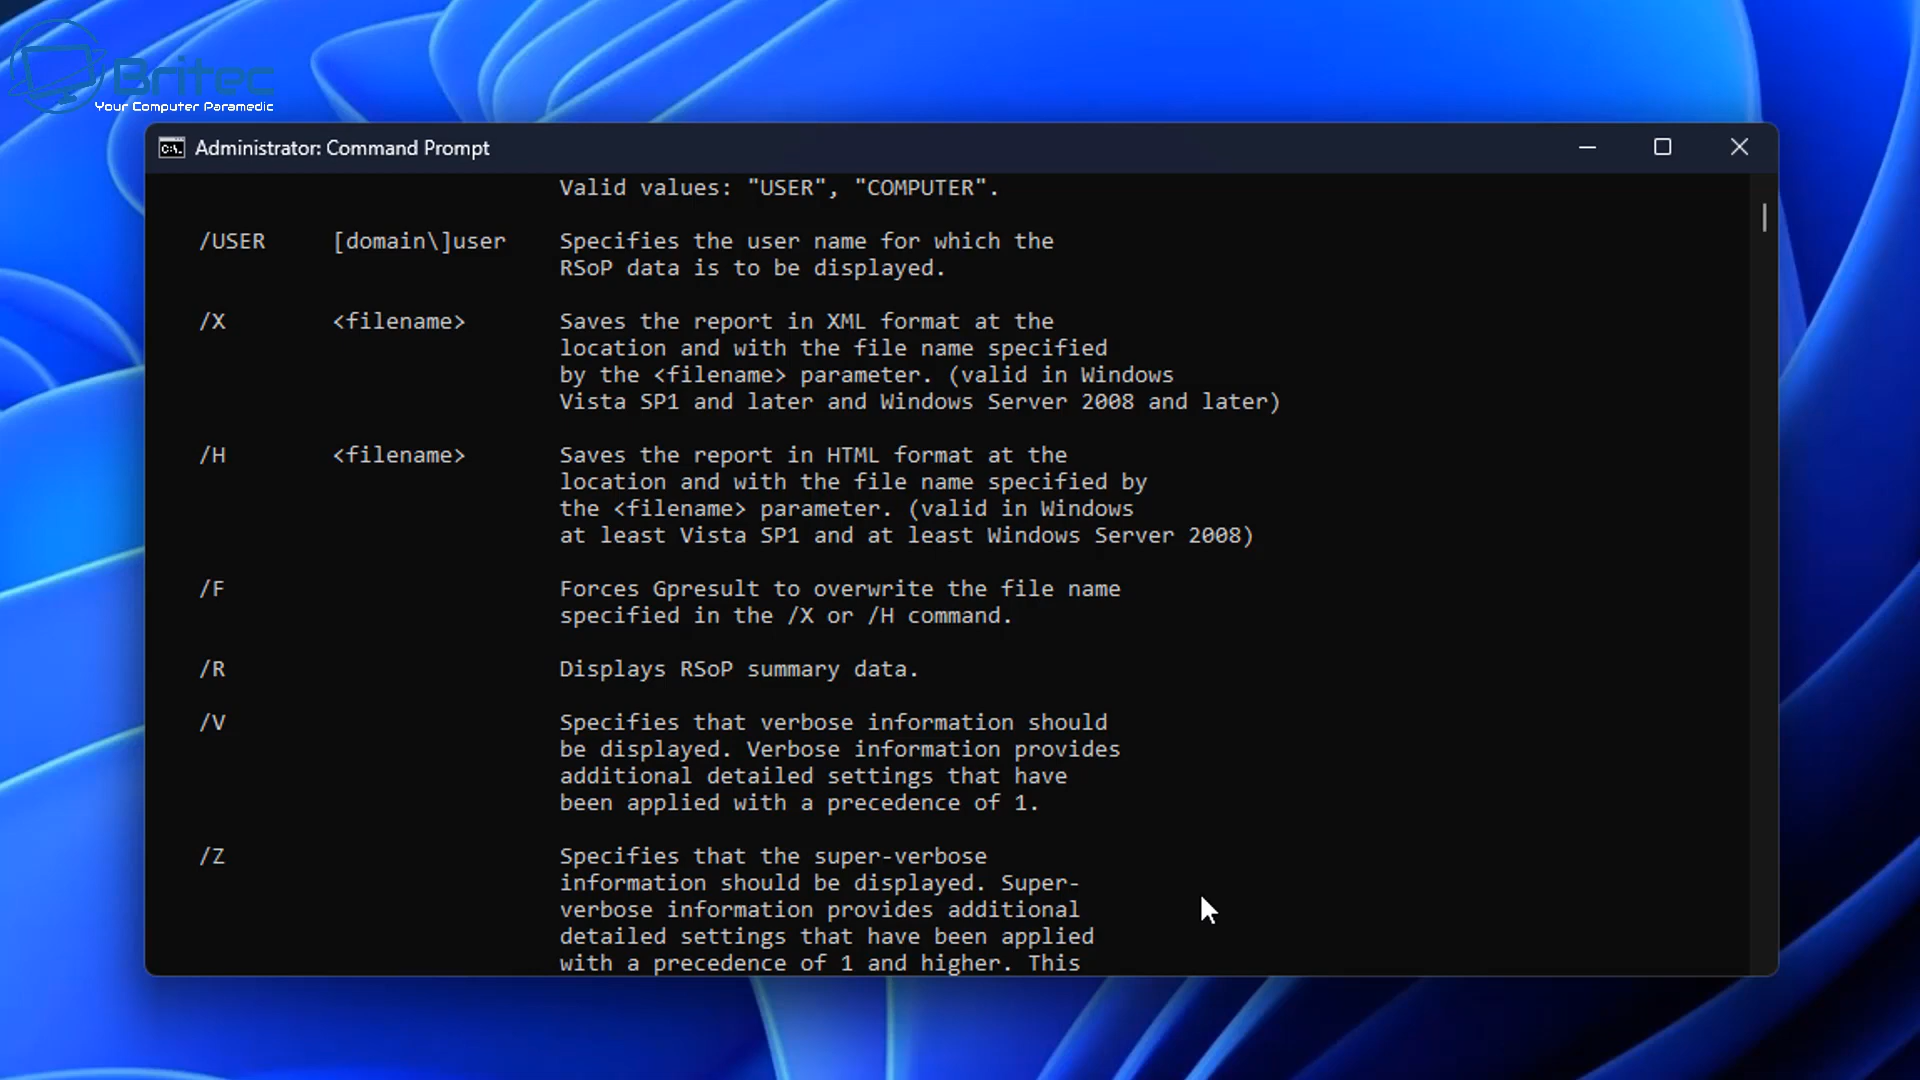 Britec
Your Computer Paramedic
C:\.
Administrator: Command Prompt
Valid values: "USER", "COMPUTER".
/USER [domain\]user Specifies the user name for which the
RSoP data is to be displayed.
/X <filename> Saves the report in XML format at the
location and with the file name specified
by the <filename> parameter. (valid in Windows
Vista SP1 and later and Windows Server 2008 and later)
/H <filename> Saves the report in HTML format at the
location and with the file name specified by
the <filename> parameter. (valid in Windows
at least Vista SP1 and at least Windows Server 2008)
/F Forces Gpresult to overwrite the file name
specified in the /X or /H command.
/R Displays RSoP summary data.
/V Specifies that verbose information should
be displayed. Verbose information provides
additional detailed settings that have
been applied with a precedence of 1.
/Z Specifies that the super-verbose
information should be displayed. Super-
verbose information provides additional
detailed settings that have been applied
with a precedence of 1 and higher. This